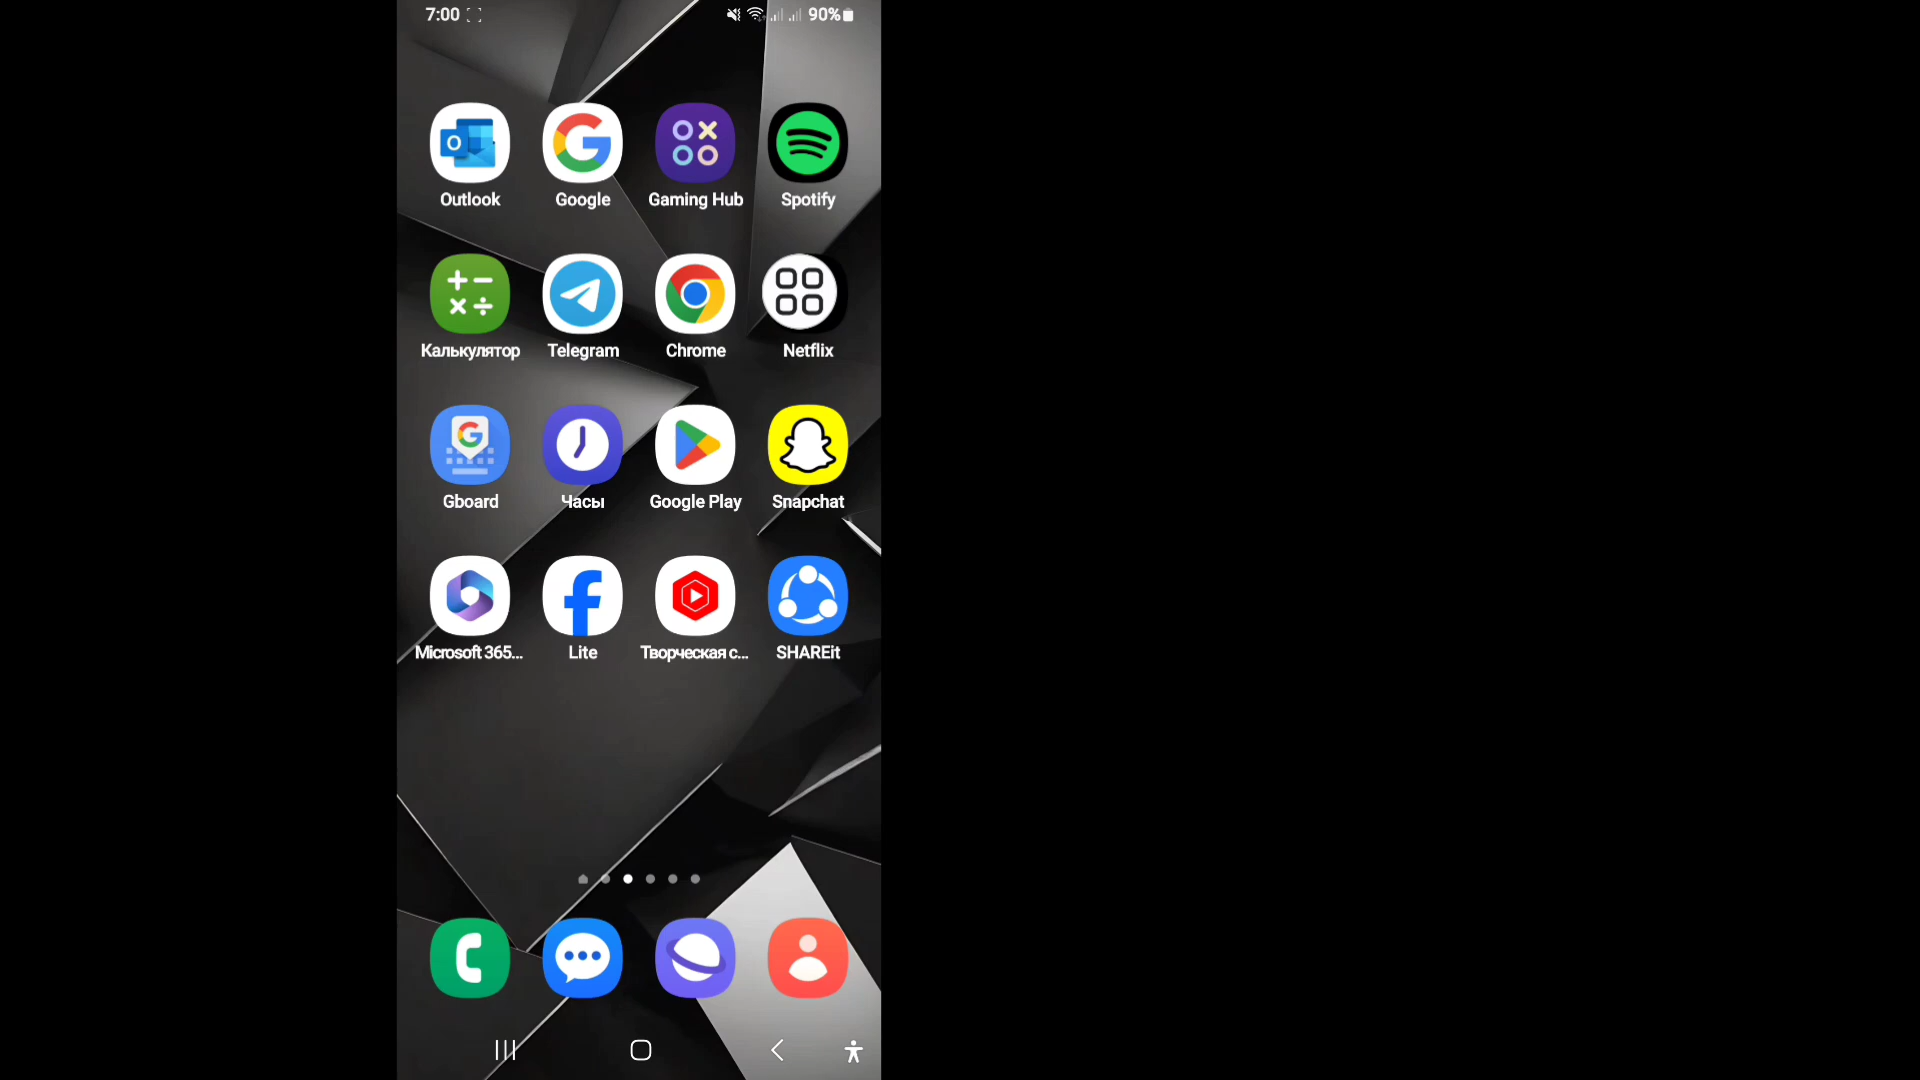 7:00 90%
Outlook Google Gaming Hub Spotify
Калькулятор Telegram Chrome Netflix
Gboard Часы Google Play Snapchat
Microsoft 365... Lite Творческая с... SHAREit